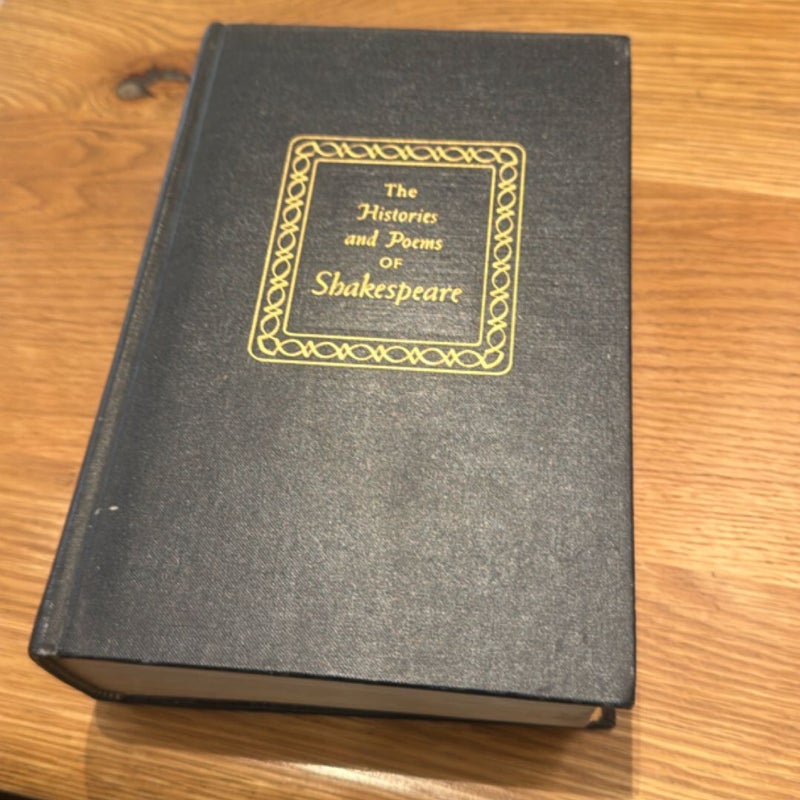 The
Histories
and Poems
OF
Shakespeare